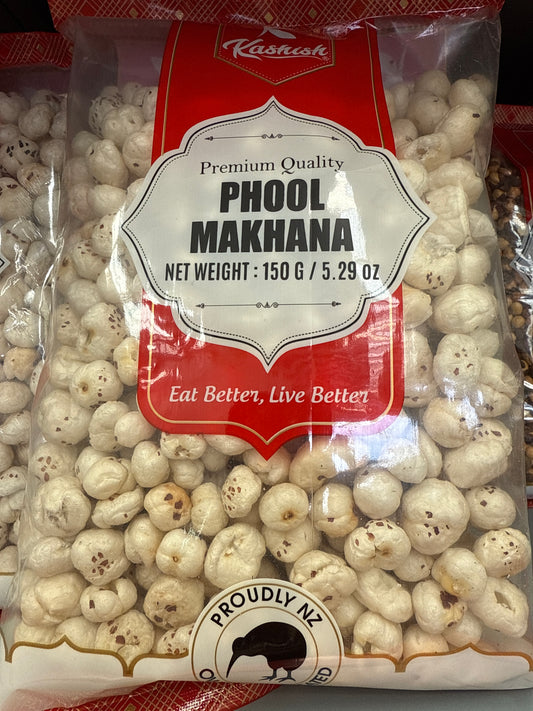 Kashish®
Premium Quality
PHOOL
MAKHANA
NET WEIGHT : 150 G / 5.29 oz
Eat Better, Live Better
PROUDLY NZ